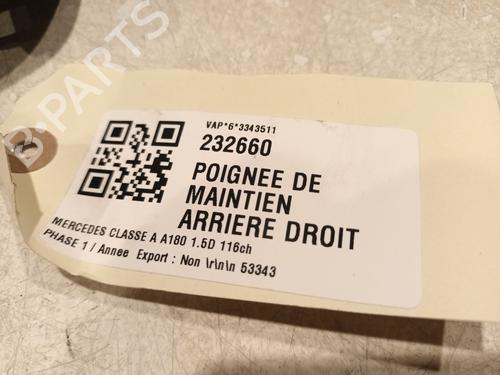 VAP*6*3343511
232660
POIGNEE DE
MAINTIEN
ARRIERE DROIT
MERCEDES CLASSE A A180 1.5D 116ch
PHASE 1 / Annee Export : Non \r\n\n 53343